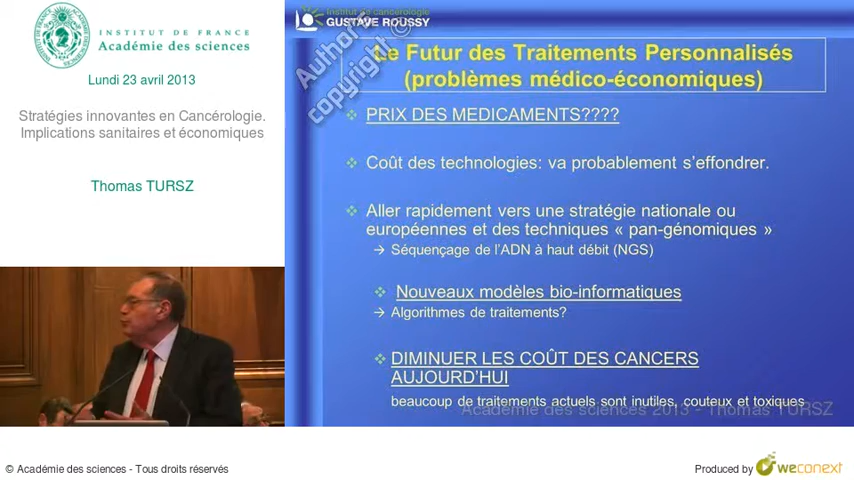 INSTITUT DE FRANCE
Académie des sciences
Lundi 23 avril 2013
Stratégies innovantes en Cancérologie.
Implications sanitaires et économiques
Thomas TURSZ
Institut de cancérologie
GUSTAVE ROUSSY
Author's
copyright ©
Le Futur des Traitements Personnalisés
(problèmes médico-économiques)
PRIX DES MEDICAMENTS????
Coût des technologies: va probablement s’effondrer.
Aller rapidement vers une stratégie nationale ou
européennes et des techniques « pan-génomiques »
→ Séquençage de l’ADN à haut débit (NGS)
Nouveaux modèles bio-informatiques
→ Algorithmes de traitements?
DIMINUER LES COÛT DES CANCERS
AUJOURD’HUI
beaucoup de traitements actuels sont inutiles, couteux et toxiques
Académie des sciences 2013 - Thomas TURSZ
© Académie des sciences - Tous droits réservés
Produced by weconext